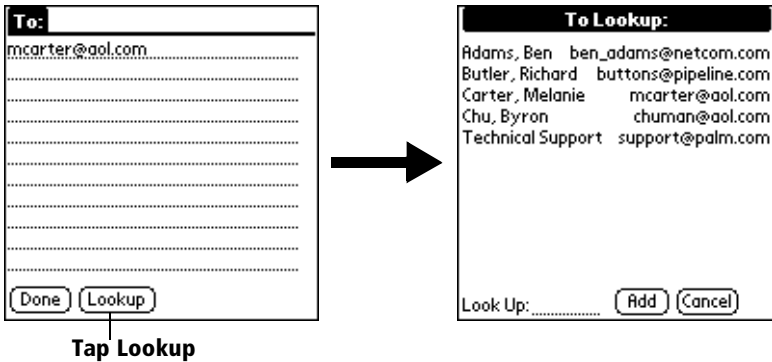 To:
mcarter@aol.com
Done Lookup
Tap Lookup
To Lookup:
Adams, Ben ben_adams@netcom.com
Butler, Richard buttons@pipeline.com
Carter, Melanie mcarter@aol.com
Chu, Byron chuman@aol.com
Technical Support support@palm.com
Look Up: Add Cancel